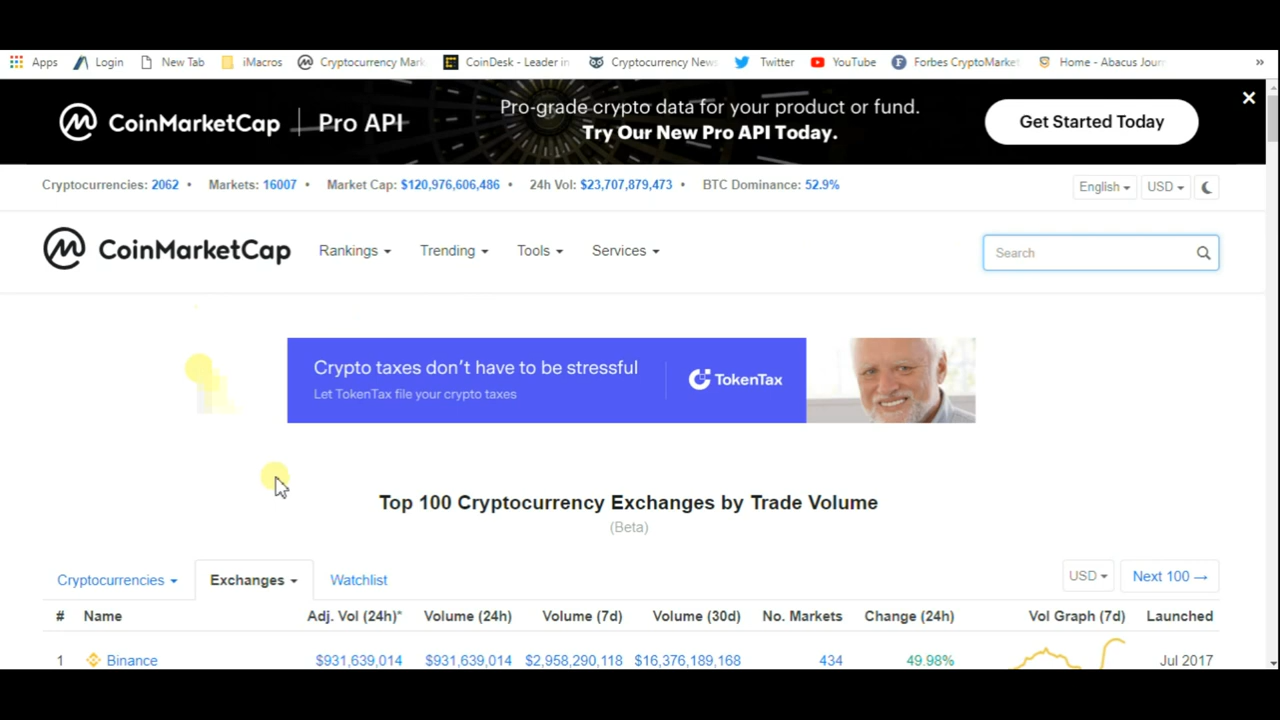 Apps Login New Tab iMacros Cryptocurrency Mark CoinDesk - Leader in Cryptocurrency News Twitter YouTube Forbes CryptoMarket Home - Abacus Journ »
CoinMarketCap | Pro API
Pro-grade crypto data for your product or fund.
Try Our New Pro API Today.
Get Started Today
Cryptocurrencies: 2062 • Markets: 16007 • Market Cap: $120,976,606,486 • 24h Vol: $23,707,879,473 • BTC Dominance: 52.9%
English USD
CoinMarketCap Rankings Trending Tools Services Search
Crypto taxes don't have to be stressful
Let TokenTax file your crypto taxes
TokenTax
Top 100 Cryptocurrency Exchanges by Trade Volume
(Beta)
Cryptocurrencies Exchanges Watchlist USD Next 100 →
# Name Adj. Vol (24h)* Volume (24h) Volume (7d) Volume (30d) No. Markets Change (24h) Vol Graph (7d) Launched
1 Binance $931,639,014 $931,639,014 $2,958,290,118 $16,376,189,168 434 49.98% Jul 2017